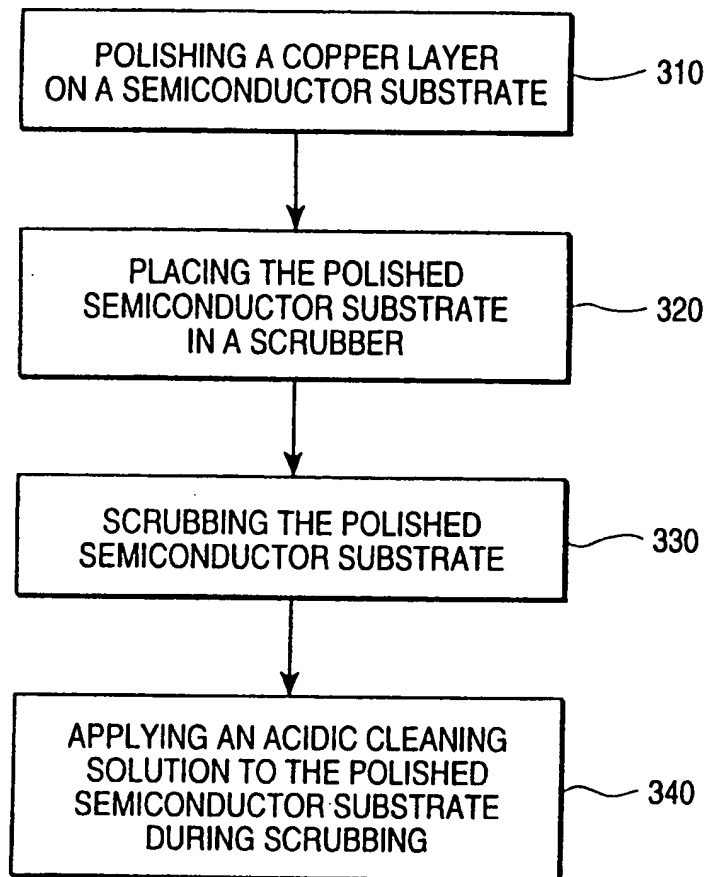 POLISHING A COPPER LAYER
ON A SEMICONDUCTOR SUBSTRATE
310
PLACING THE POLISHED
SEMICONDUCTOR SUBSTRATE
IN A SCRUBBER
320
SCRUBBING THE POLISHED
SEMICONDUCTOR SUBSTRATE
330
APPLYING AN ACIDIC CLEANING
SOLUTION TO THE POLISHED
SEMICONDUCTOR SUBSTRATE
DURING SCRUBBING
340